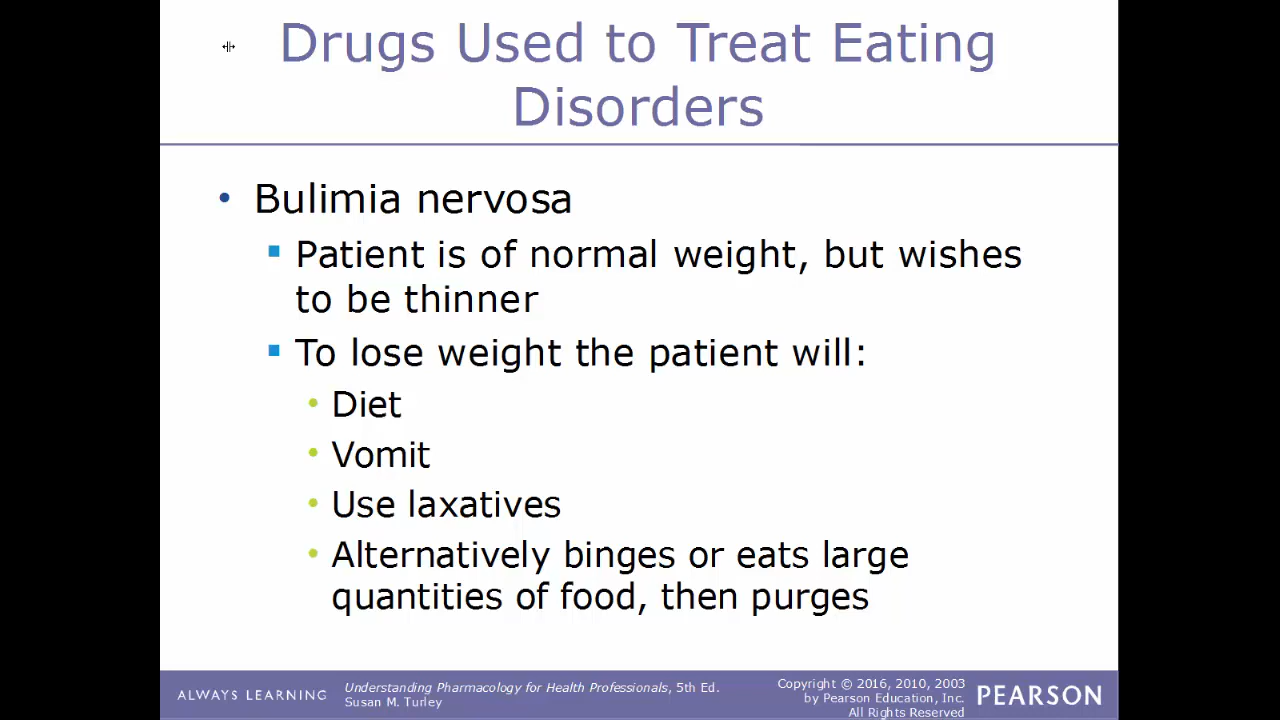 Drugs Used to Treat Eating
Disorders
• Bulimia nervosa
▪ Patient is of normal weight, but wishes
to be thinner
▪ To lose weight the patient will:
• Diet
• Vomit
• Use laxatives
• Alternatively binges or eats large
quantities of food, then purges
ALWAYS LEARNING
Understanding Pharmacology for Health Professionals, 5th Ed.
Susan M. Turley
Copyright © 2016, 2010, 2003
by Pearson Education, Inc.
All Rights Reserved
PEARSON